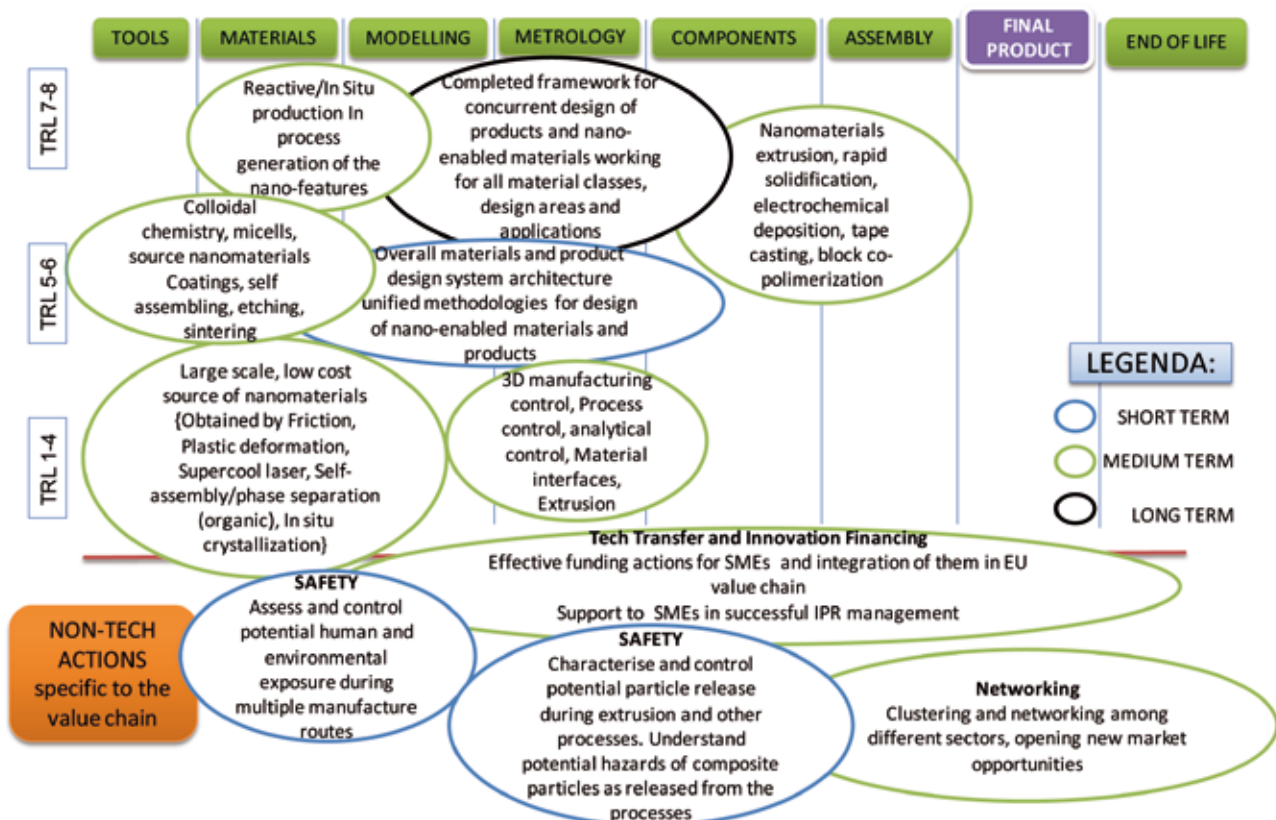 TOOLS
MATERIALS
MODELLING
METROLOGY
COMPONENTS
ASSEMBLY
FINAL
PRODUCT
END OF LIFE
TRL 7-8
Reactive/In Situ
production In
process
generation of the
nano-features
Completed framework for
concurrent design of
products and nano-
enabled materials working
for all material classes,
design areas and
applications
Nanomaterials
extrusion, rapid
solidification,
electrochemical
deposition, tape
casting, block co-
polimerization
TRL 5-6
Colloidal
chemistry, micells,
source nanomaterials
Coatings, self
assembling, etching,
sintering
Overall materials and product
design system architecture
unified methodologies for design
of nano-enabled materials and
products
TRL 1-4
Large scale, low cost
source of nanomaterials
{Obtained by Friction,
Plastic deformation,
Supercool laser, Self-
assembly/phase separation
(organic), In situ
crystallization}
3D manufacturing
control, Process
control, analytical
control, Material
interfaces,
Extrusion
LEGENDA:
SHORT TERM
MEDIUM TERM
LONG TERM
Tech Transfer and Innovation Financing
Effective funding actions for SMEs and integration of them in EU
value chain
Support to SMEs in successful IPR management
NON-TECH
ACTIONS
specific to the
value chain
SAFETY
Assess and control
potential human and
environmental
exposure during
multiple manufacture
routes
SAFETY
Characterise and control
potential particle release
during extrusion and other
processes. Understand
potential hazards of composite
particles as released from the
processes
Networking
Clustering and networking among
different sectors, opening new market
opportunities